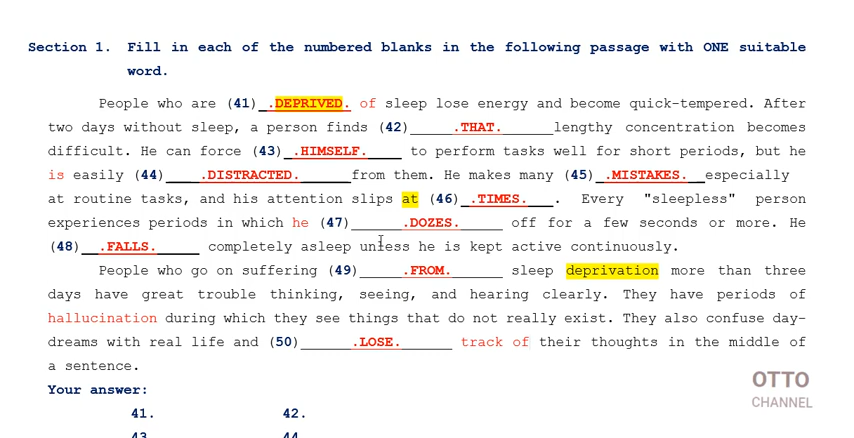 Section 1. Fill in each of the numbered blanks in the following passage with ONE suitable
word.
People who are (41)_.DEPRIVED. of sleep lose energy and become quick-tempered. After
two days without sleep, a person finds (42)_____.THAT.______lengthy concentration becomes
difficult. He can force (43)_.HIMSELF.____ to perform tasks well for short periods, but he
is easily (44)____.DISTRACTED.______from them. He makes many (45)_.MISTAKES.__especially
at routine tasks, and his attention slips at (46)_.TIMES.___. Every "sleepless" person
experiences periods in which he (47)______.DOZES._____ off for a few seconds or more. He
(48)__.FALLS._____ completely asleep unless he is kept active continuously.
People who go on suffering (49)_____.FROM.______ sleep deprivation more than three
days have great trouble thinking, seeing, and hearing clearly. They have periods of
hallucination during which they see things that do not really exist. They also confuse day-
dreams with real life and (50)______.LOSE.______ track of their thoughts in the middle of
a sentence.
Your answer:
41. 42.
43. 44.
OTTO
CHANNEL